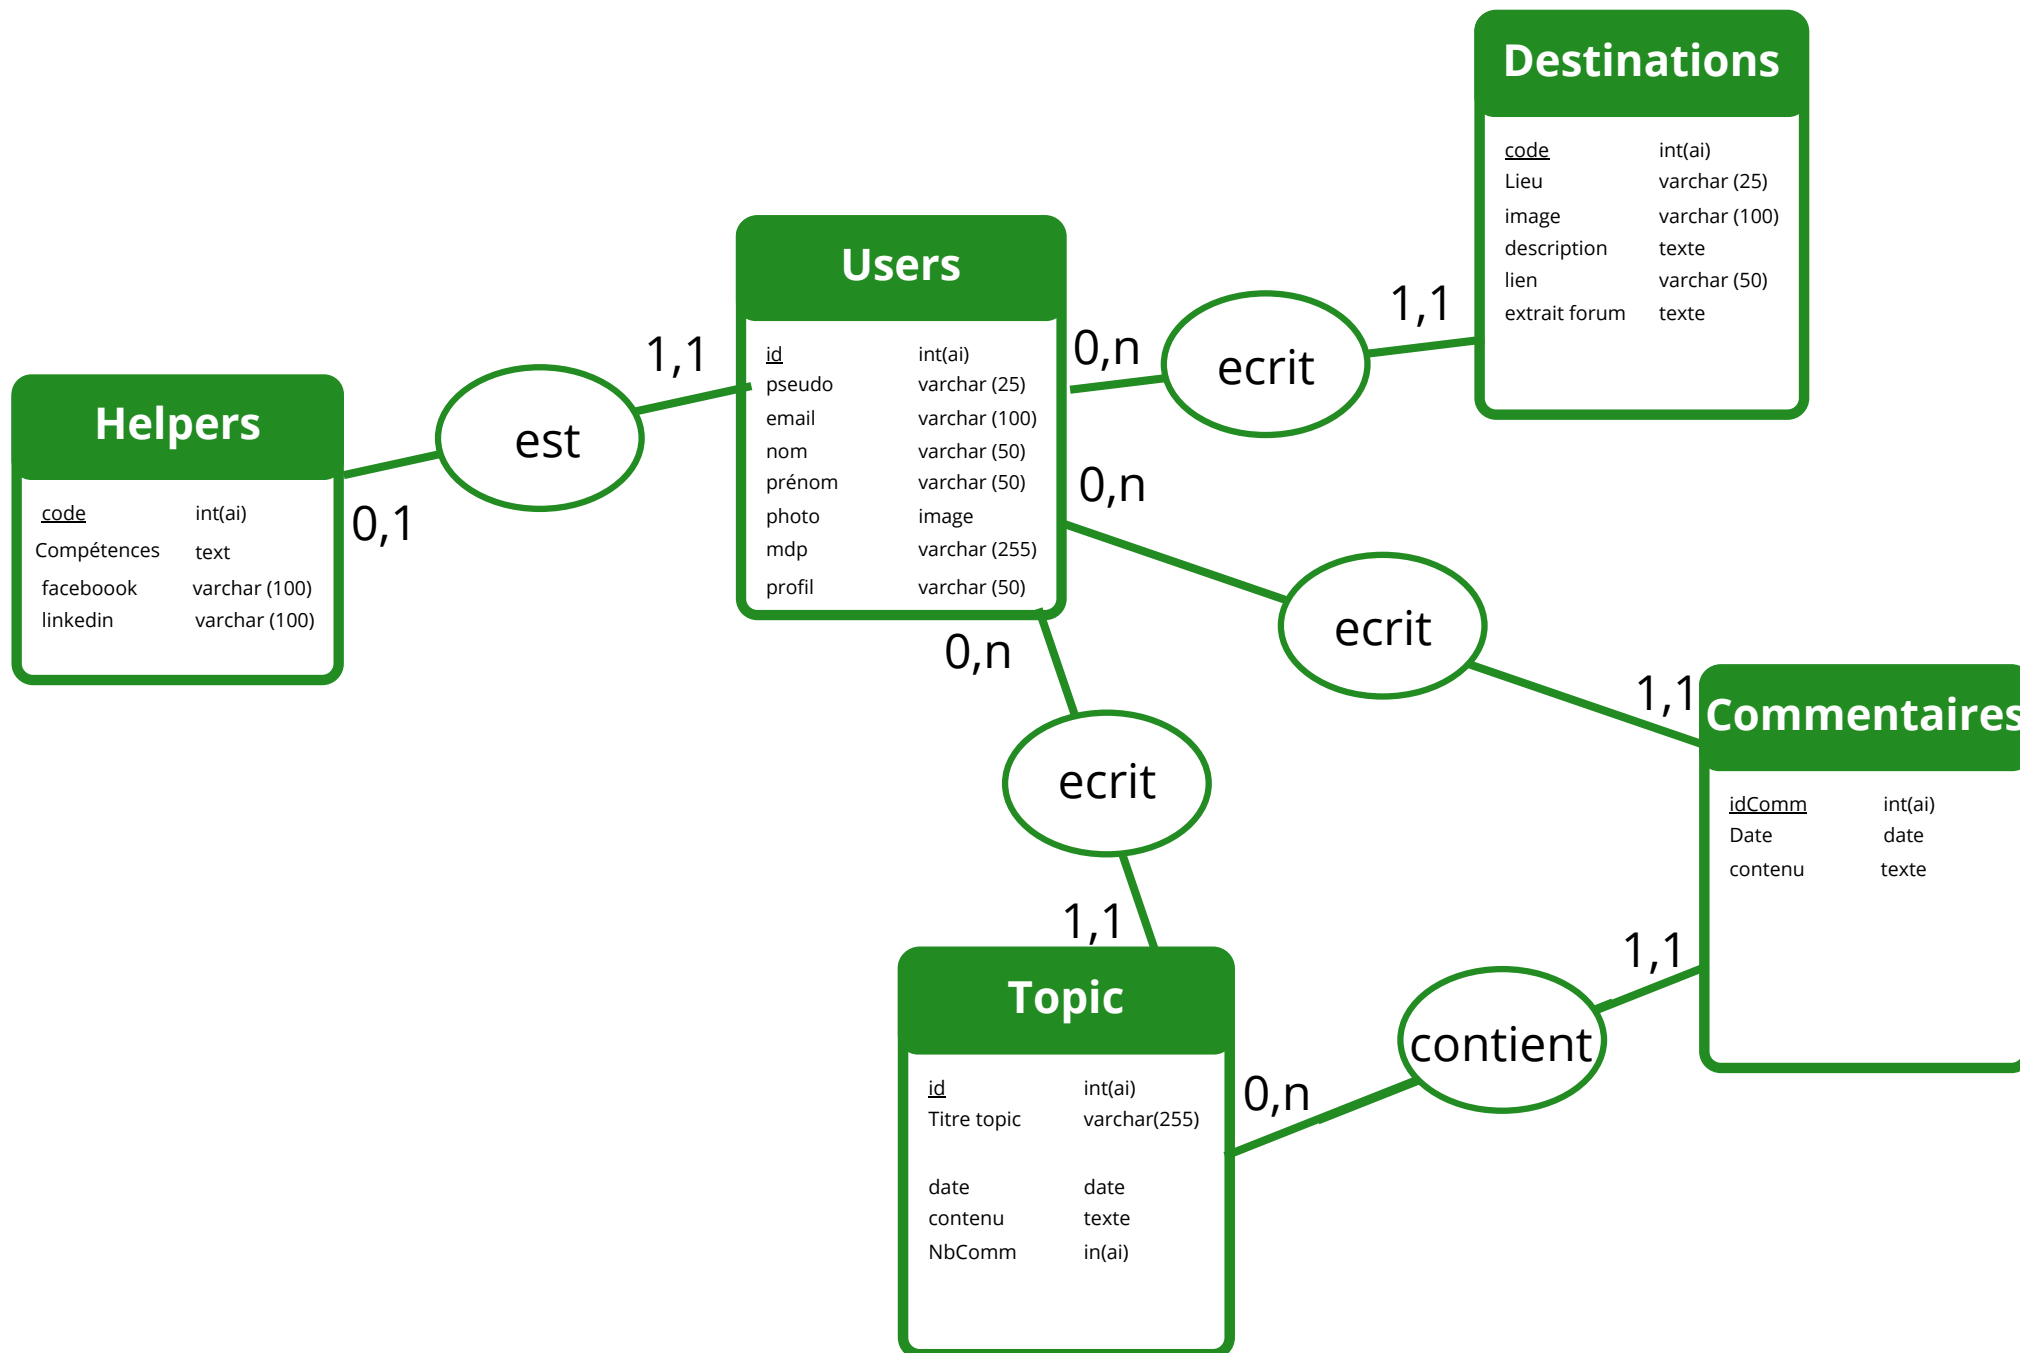 Destinations
code int(ai)
Lieu varchar (25)
image varchar (100)
description texte
lien varchar (50)
extrait forum texte
Users
id int(ai)
pseudo varchar (25)
email varchar (100)
nom varchar (50)
prénom varchar (50)
photo image
mdp varchar (255)
profil varchar (50)
0,n
ecrit
1,1
1,1
est
0,1
Helpers
code int(ai)
Compétences text
faceboook varchar (100)
linkedin varchar (100)
0,n
ecrit
1,1
Commentaires
idComm int(ai)
Date date
contenu texte
0,n
ecrit
1,1
Topic
id int(ai)
Titre topic varchar(255)
date date
contenu texte
NbComm in(ai)
0,n
contient
1,1